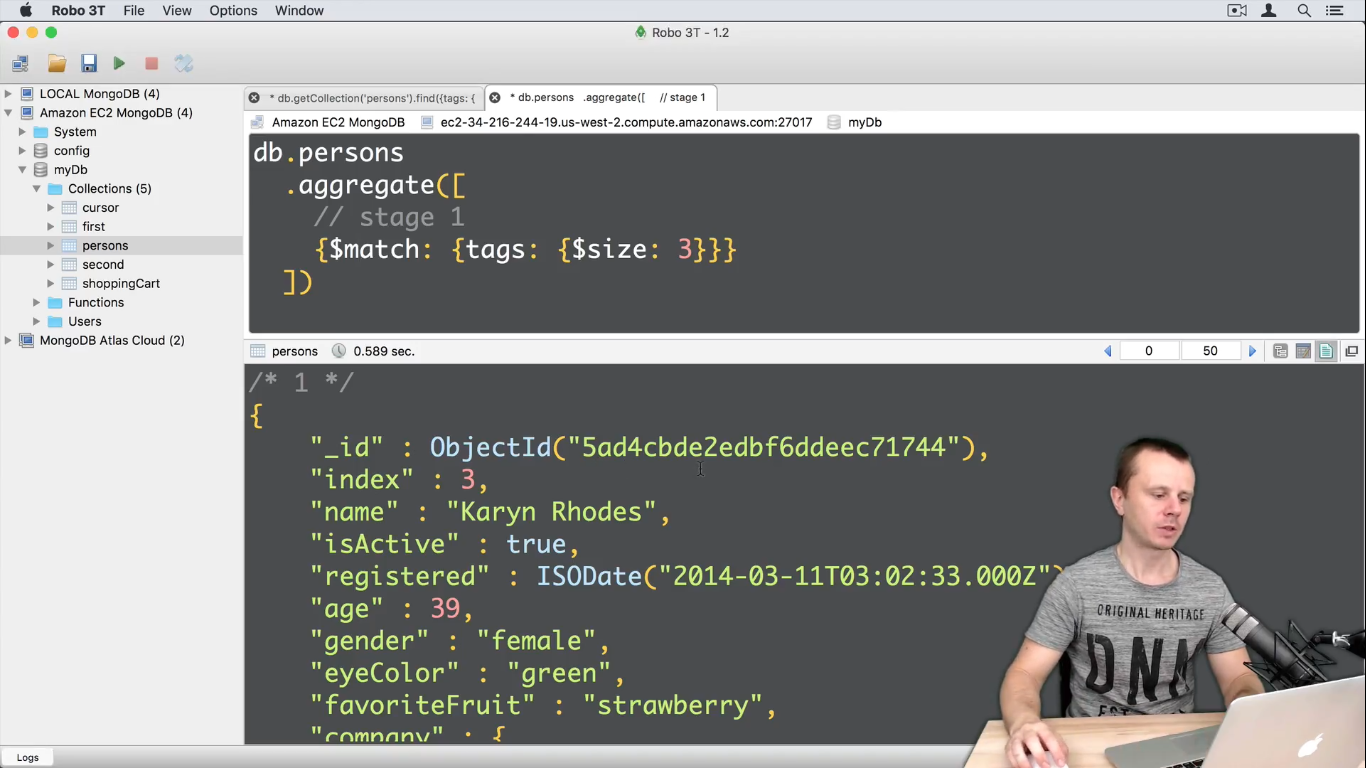 Robo 3T File View Options Window
Robo 3T - 1.2
LOCAL MongoDB (4)
Amazon EC2 MongoDB (4)
System
config
myDb
Collections (5)
cursor
first
persons
second
shoppingCart
Functions
Users
MongoDB Atlas Cloud (2)
* db.getCollection('persons').find({tags: {
* db.persons .aggregate([ // stage 1
Amazon EC2 MongoDB ec2-34-216-244-19.us-west-2.compute.amazonaws.com:27017 myDb
db.persons
.aggregate([
// stage 1
{$match: {tags: {$size: 3}}}
])
persons 0.589 sec. 0 50
/* 1 */
{
"_id" : ObjectId("5ad4cbde2edbf6ddeec71744"),
"index" : 3,
"name" : "Karyn Rhodes",
"isActive" : true,
"registered" : ISODate("2014-03-11T03:02:33.000Z")
"age" : 39,
"gender" : "female",
"eyeColor" : "green",
"favoriteFruit" : "strawberry",
"company" : {
ORIGINAL HERITAGE
DNA
Logs